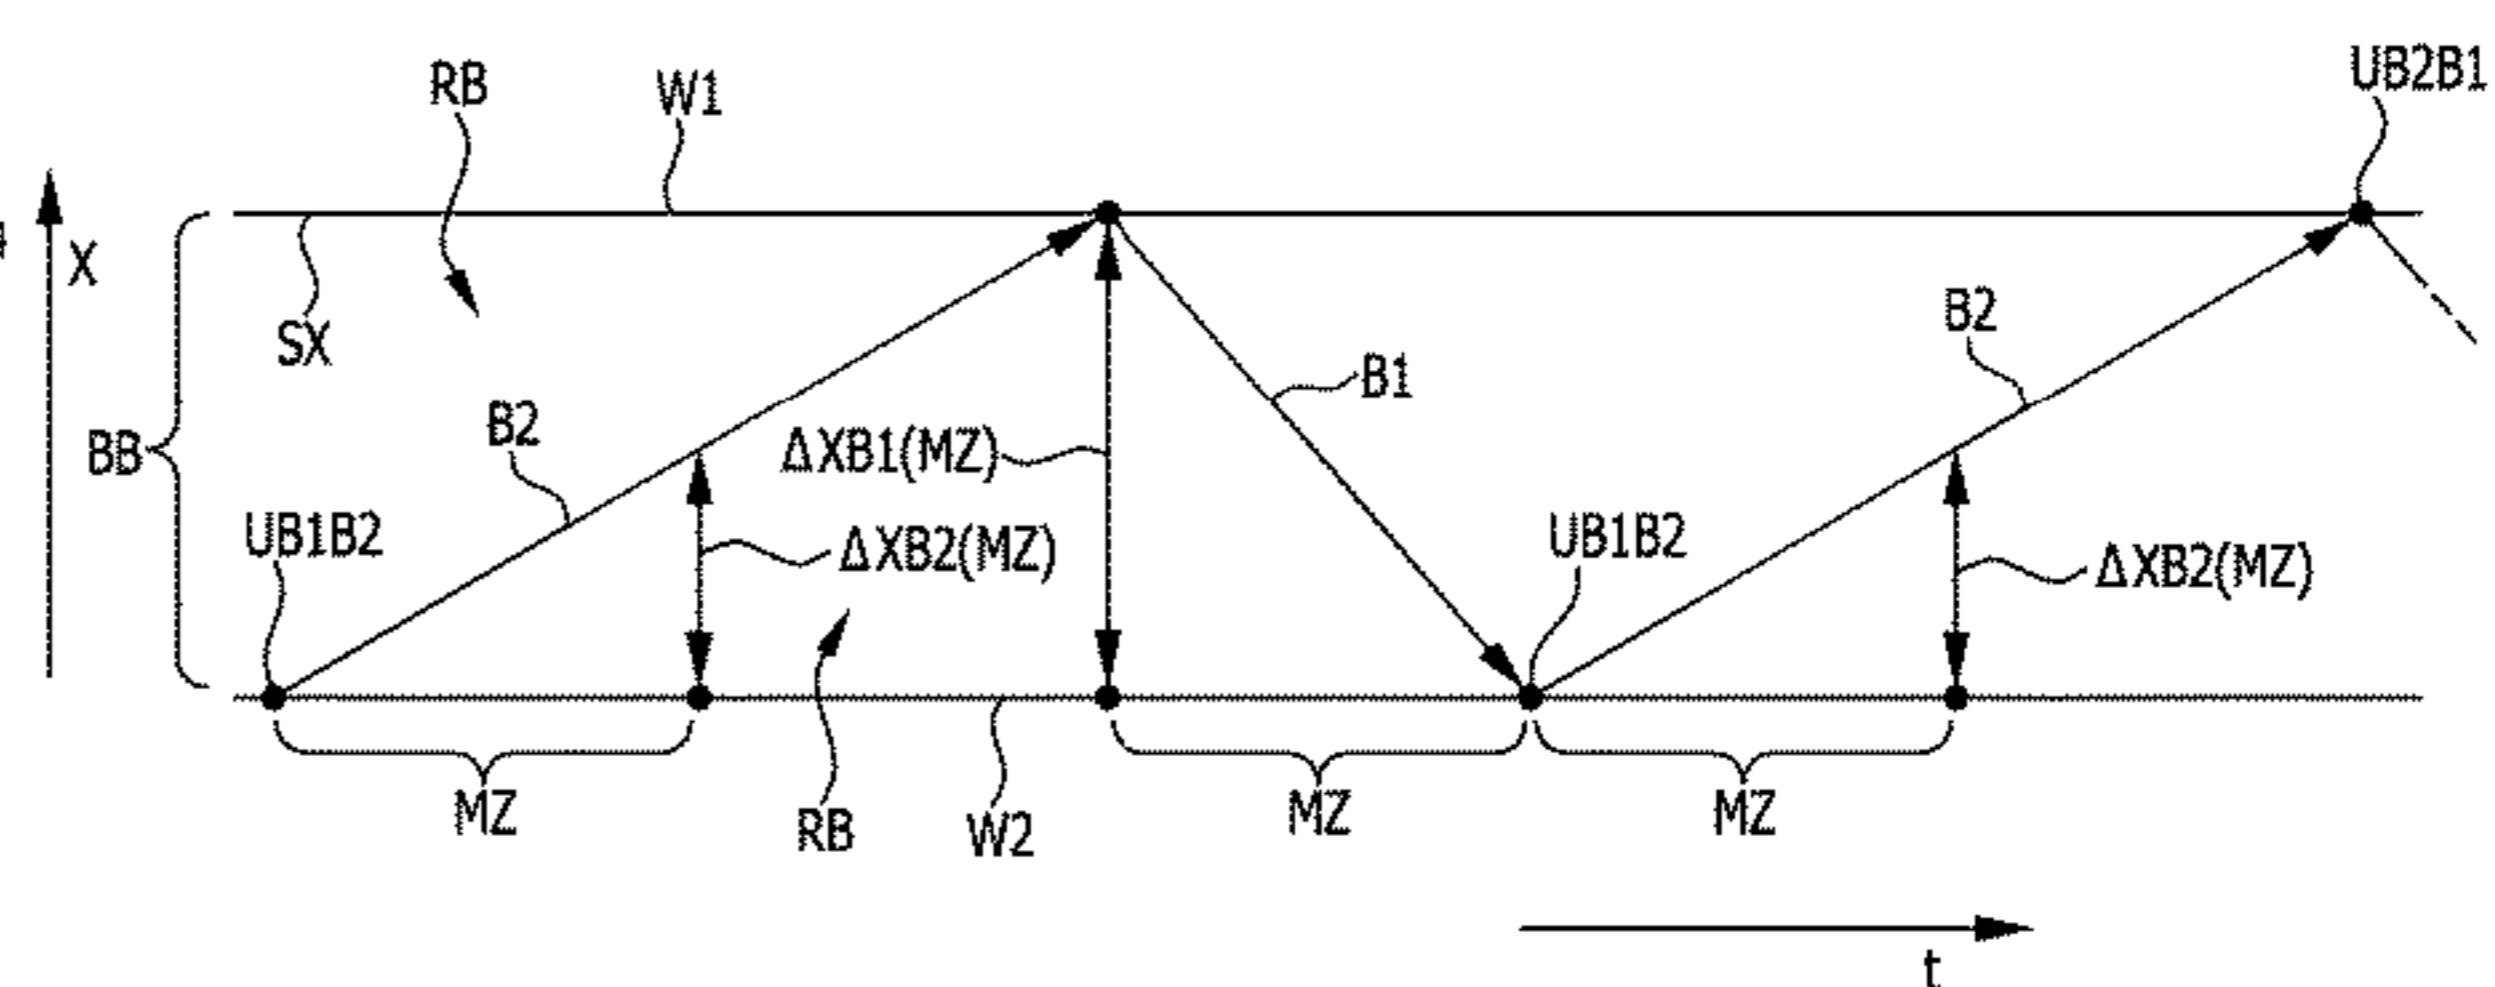 RB
W1
UB2B1
X
SX
B2
B1
B2
BB
ΔXB1(MZ)
UB1B2
ΔXB2(MZ)
UB1B2
ΔXB2(MZ)
MZ
RB
W2
MZ
MZ
t